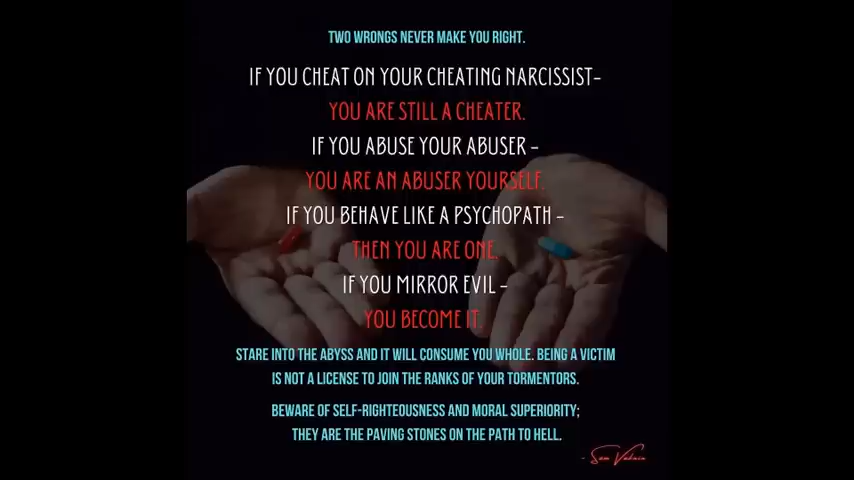 TWO WRONGS NEVER MAKE YOU RIGHT.
IF YOU CHEAT ON YOUR CHEATING NARCISSIST–
YOU ARE STILL A CHEATER.
IF YOU ABUSE YOUR ABUSER –
YOU ARE AN ABUSER YOURSELF.
IF YOU BEHAVE LIKE A PSYCHOPATH –
THEN YOU ARE ONE.
IF YOU MIRROR EVIL –
YOU BECOME IT.
STARE INTO THE ABYSS AND IT WILL CONSUME YOU WHOLE. BEING A VICTIM
IS NOT A LICENSE TO JOIN THE RANKS OF YOUR TORMENTORS.
BEWARE OF SELF-RIGHTEOUSNESS AND MORAL SUPERIORITY;
THEY ARE THE PAVING STONES ON THE PATH TO HELL.
- Sam Vaknin